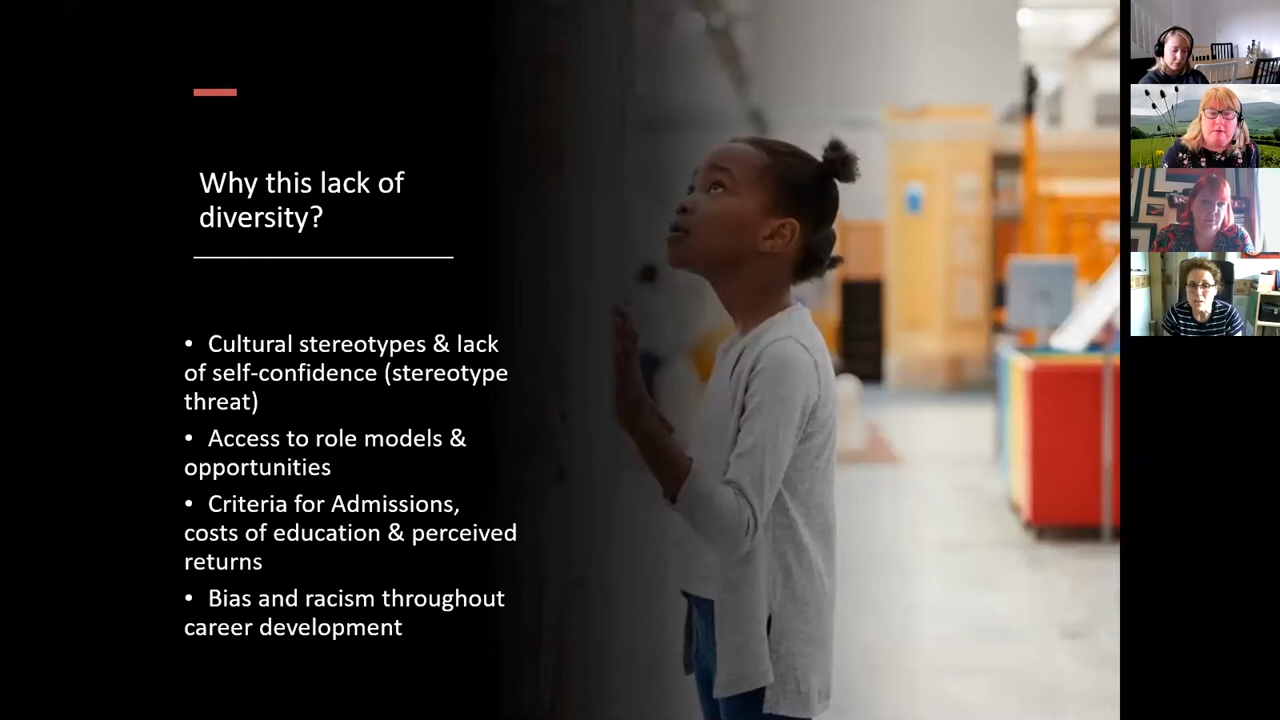 Why this lack of
diversity?
• Cultural stereotypes & lack
of self-confidence (stereotype
threat)
• Access to role models &
opportunities
• Criteria for Admissions,
costs of education & perceived
returns
• Bias and racism throughout
career development